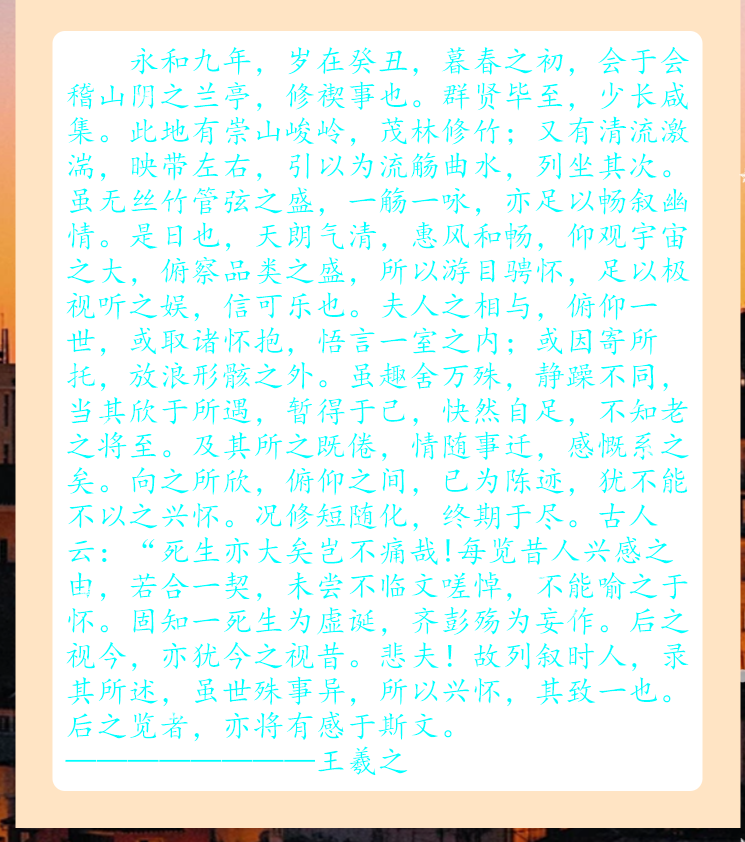 永和九年，岁在癸丑，暮春之初，会于会
稽山阴之兰亭，修禊事也。群贤毕至，少长咸
集。此地有崇山峻岭，茂林修竹；又有清流激
湍，映带左右，引以为流觞曲水，列坐其次。
虽无丝竹管弦之盛，一觞一咏，亦足以畅叙幽
情。是日也，天朗气清，惠风和畅，仰观宇宙
之大，俯察品类之盛，所以游目骋怀，足以极
视听之娱，信可乐也。夫人之相与，俯仰一
世，或取诸怀抱，悟言一室之内；或因寄所
托，放浪形骸之外。虽趣舍万殊，静躁不同，
当其欣于所遇，暂得于己，快然自足，不知老
之将至。及其所之既倦，情随事迁，感慨系之
矣。向之所欣，俯仰之间，已为陈迹，犹不能
不以之兴怀。况修短随化，终期于尽。古人
云：“死生亦大矣岂不痛哉!每览昔人兴感之
由，若合一契，未尝不临文嗟悼，不能喻之于
怀。固知一死生为虚诞，齐彭殇为妄作。后之
视今，亦犹今之视昔。悲夫！故列叙时人，录
其所述，虽世殊事异，所以兴怀，其致一也。
后之览者，亦将有感于斯文。
————————王羲之